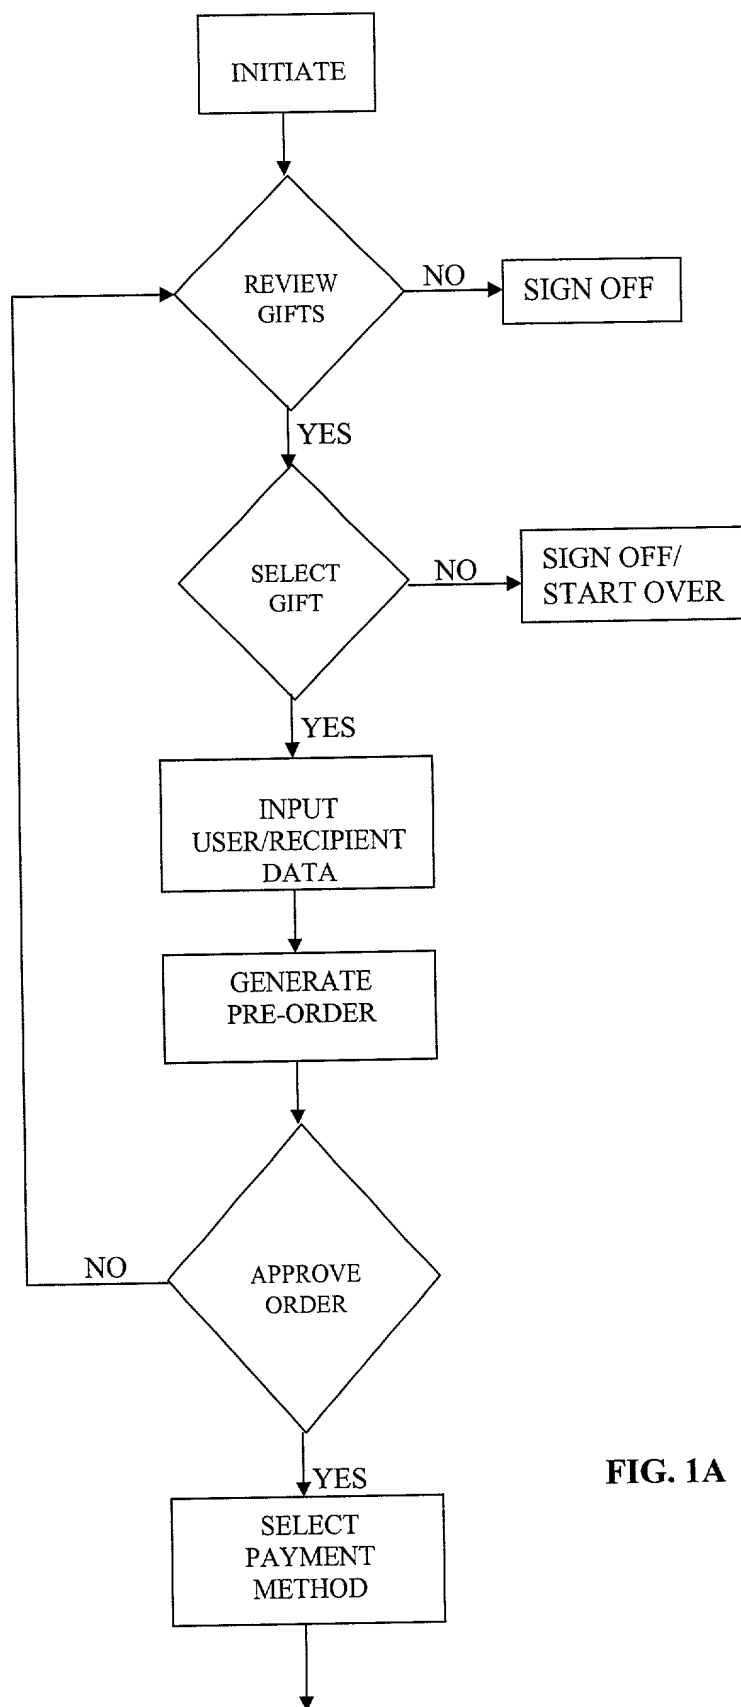 INITIATE
REVIEW
GIFTS
NO
SIGN OFF
YES
SELECT
GIFT
NO
SIGN OFF/
START OVER
YES
INPUT
USER/RECIPIENT
DATA
GENERATE
PRE-ORDER
NO
APPROVE
ORDER
YES
SELECT
PAYMENT
METHOD
FIG. 1A